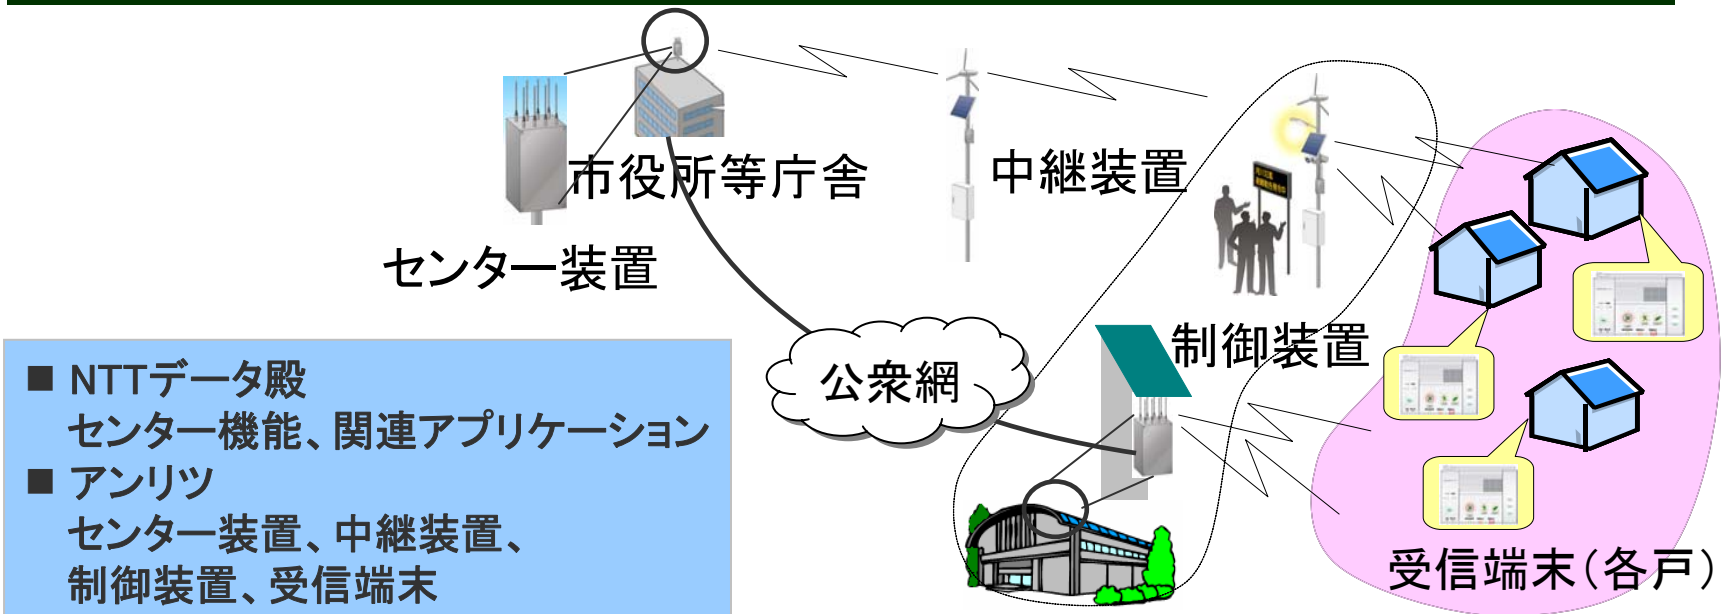 市役所等庁舎
中継装置
センター装置
制御装置
公衆網
■ NTTデータ殿
センター機能、関連アプリケーション
■ アンリツ
センター装置、中継装置、
制御装置、受信端末
受信端末（各戸）